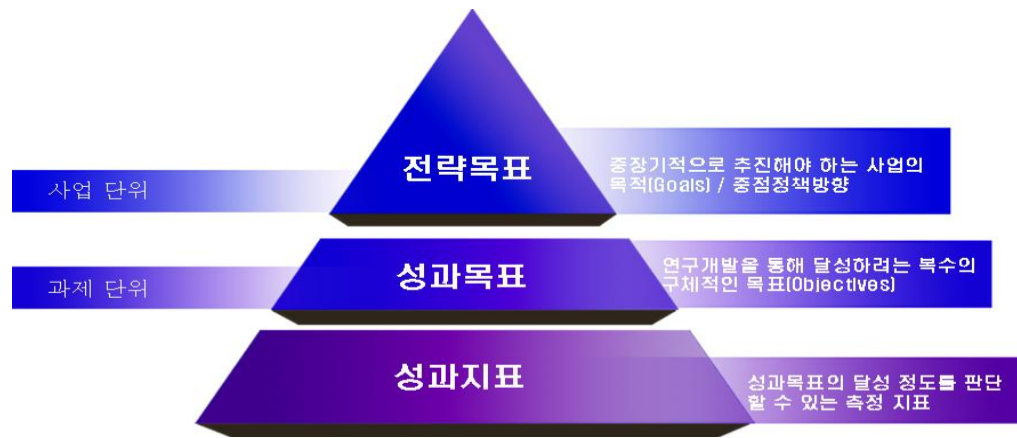 사업 단위
전략목표
중장기적으로 추진해야 하는 사업의
목적(Goals) / 중점정책방향
과제 단위
성과목표
연구개발을 통해 달성하려는 복수의
구체적인 목표(Objectives)
성과지표
성과목표의 달성 정도를 판단
할 수 있는 측정 지표